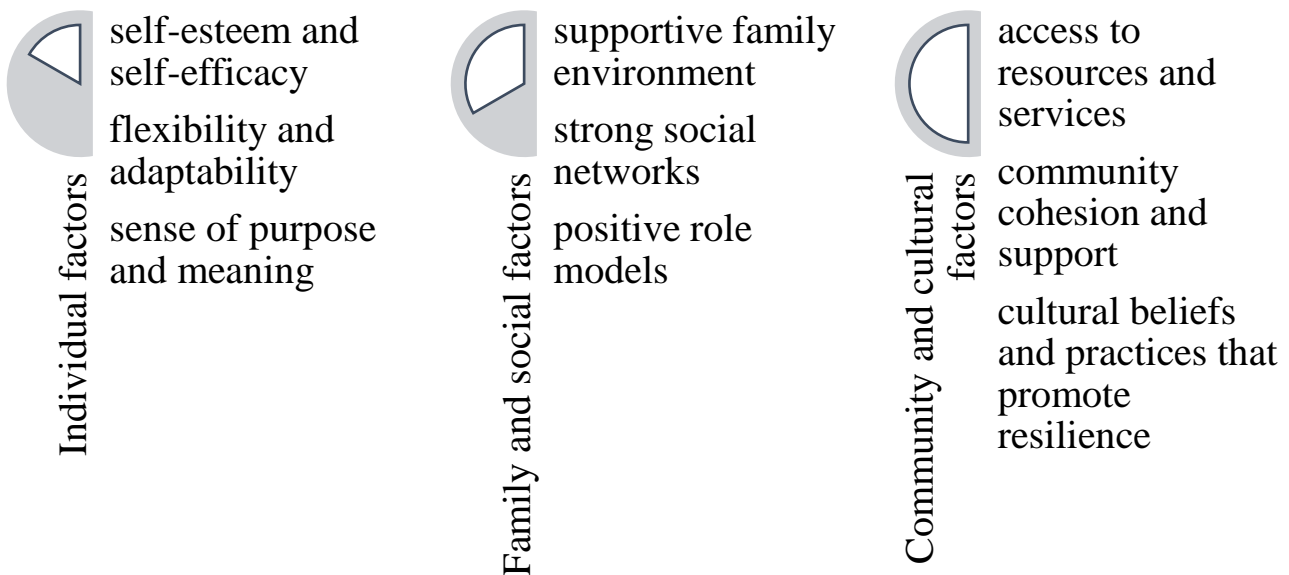 Individual factors
self-esteem and
self-efficacy
flexibility and
adaptability
sense of purpose
and meaning
Family and social factors
supportive family
environment
strong social
networks
positive role
models
Community and cultural
factors
access to
resources and
services
community
cohesion and
support
cultural beliefs
and practices that
promote
resilience